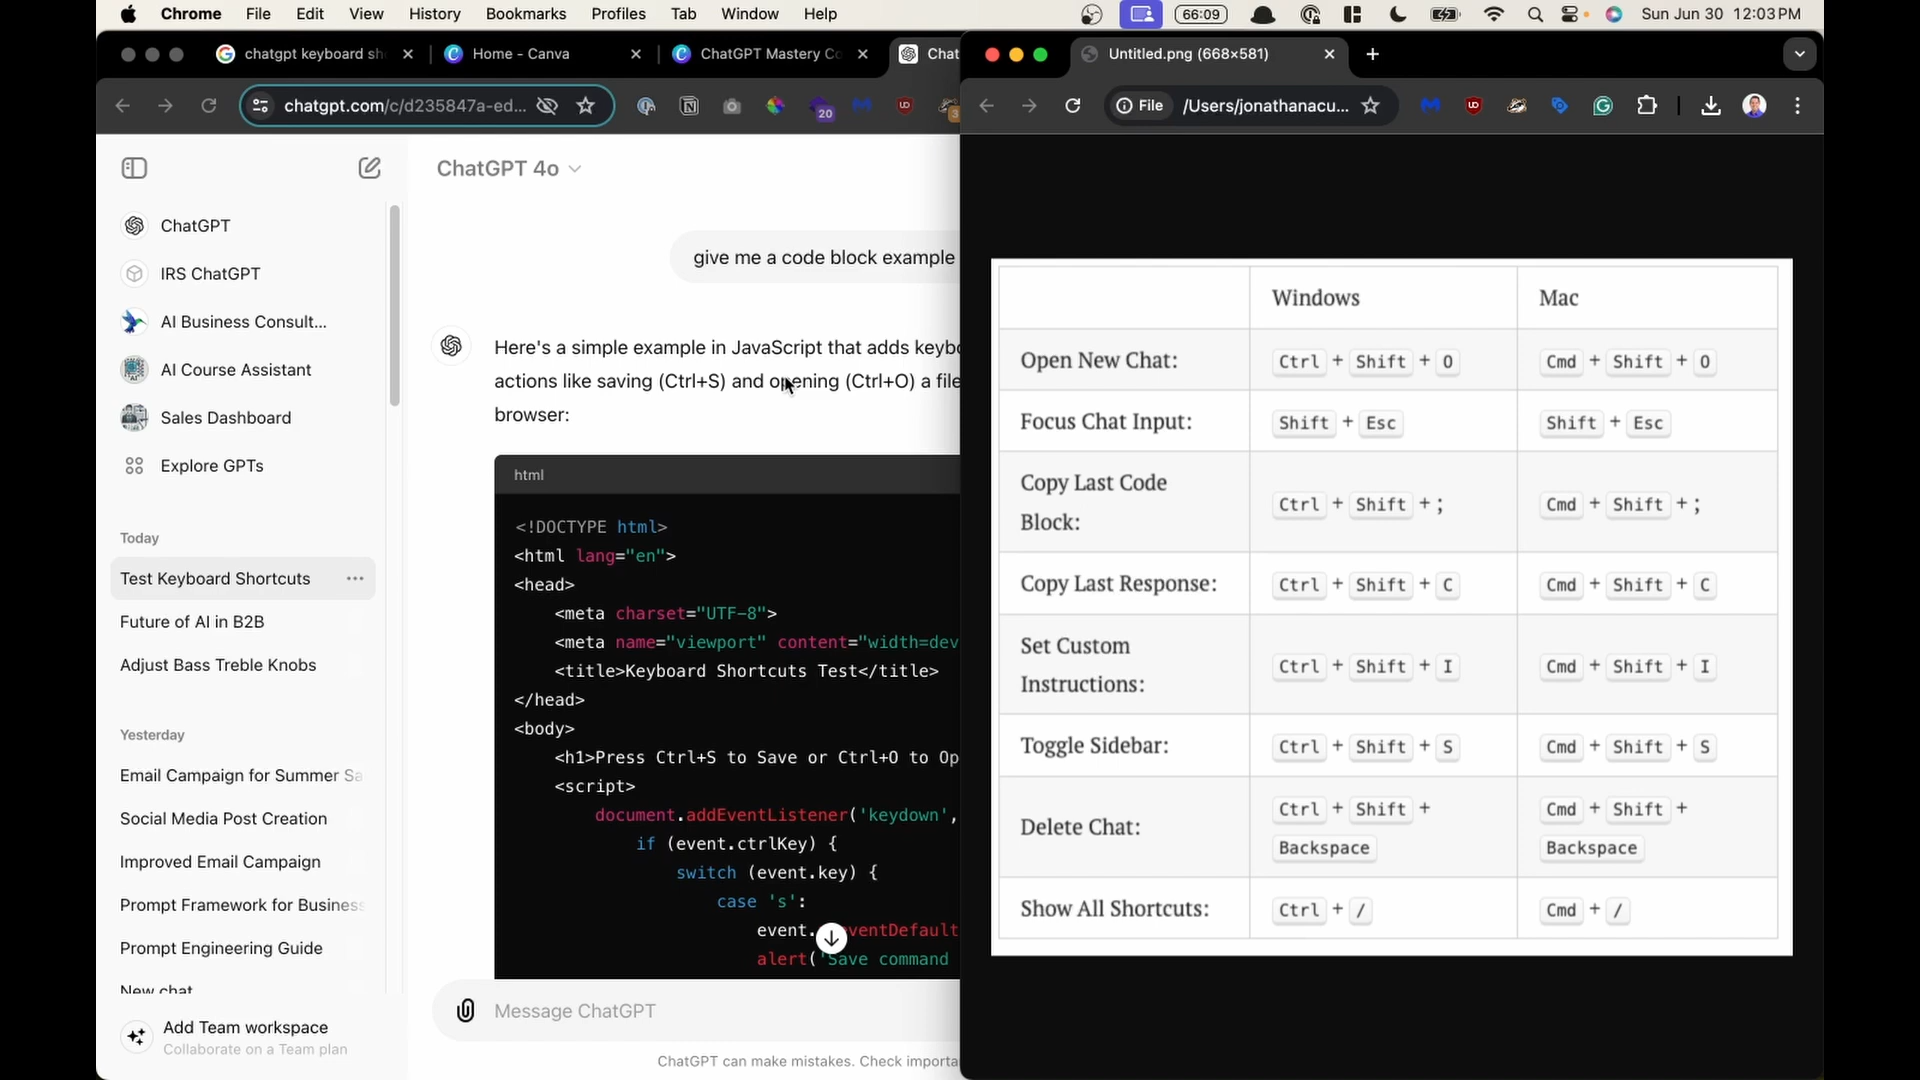 Chrome File Edit View History Bookmarks Profiles Tab Window Help 66:09 Sun Jun 30 12:03 PM
chatgpt keyboard sh
Home - Canva
ChatGPT Mastery Co
Chat
chatgpt.com/c/d235847a-ed...
20
3
ChatGPT
IRS ChatGPT
AI Business Consult...
AI Course Assistant
Sales Dashboard
Explore GPTs
Today
Test Keyboard Shortcuts
Future of AI in B2B
Adjust Bass Treble Knobs
Yesterday
Email Campaign for Summer Sa
Social Media Post Creation
Improved Email Campaign
Prompt Framework for Business
Prompt Engineering Guide
New chat
Add Team workspace
Collaborate on a Team plan
ChatGPT 4o
give me a code block example
Here's a simple example in JavaScript that adds keybo
actions like saving (Ctrl+S) and opening (Ctrl+O) a file
browser:
html
<!DOCTYPE html>
<html lang="en">
<head>
<meta charset="UTF-8">
<meta name="viewport" content="width=dev
<title>Keyboard Shortcuts Test</title>
</head>
<body>
<h1>Press Ctrl+S to Save or Ctrl+O to Op
<script>
document.addEventListener('keydown',
if (event.ctrlKey) {
switch (event.key) {
case 's':
event. eventDefault
alert('Save command
Message ChatGPT
ChatGPT can make mistakes. Check importa
Untitled.png (668×581)
File /Users/jonathanacu...
Windows Mac
Open New Chat: Ctrl + Shift + O Cmd + Shift + O
Focus Chat Input: Shift + Esc Shift + Esc
Copy Last Code
Block: Ctrl + Shift + ; Cmd + Shift + ;
Copy Last Response: Ctrl + Shift + C Cmd + Shift + C
Set Custom
Instructions: Ctrl + Shift + I Cmd + Shift + I
Toggle Sidebar: Ctrl + Shift + S Cmd + Shift + S
Delete Chat: Ctrl + Shift + Backspace Cmd + Shift + Backspace
Show All Shortcuts: Ctrl + / Cmd + /